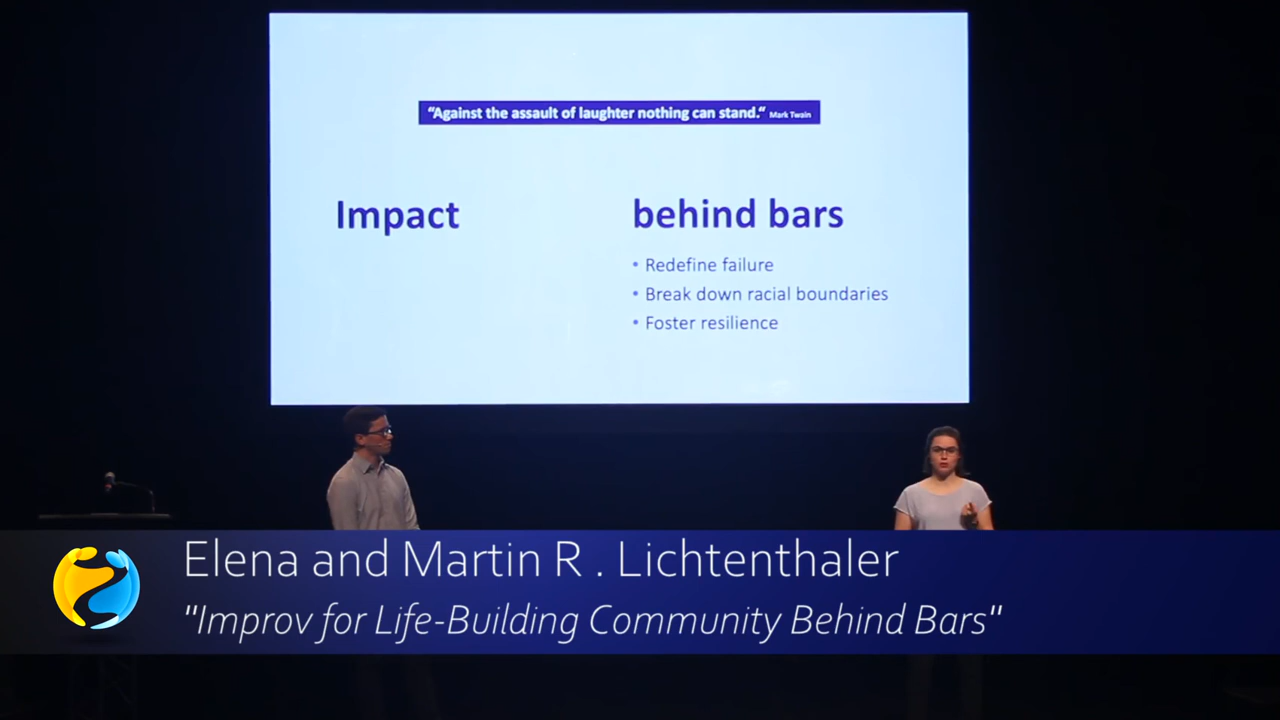 “Against the assault of laughter nothing can stand.“ Mark Twain
Impact
behind bars
• Redefine failure
• Break down racial boundaries
• Foster resilience
Elena and Martin R . Lichtenthaler
"Improv for Life-Building Community Behind Bars"